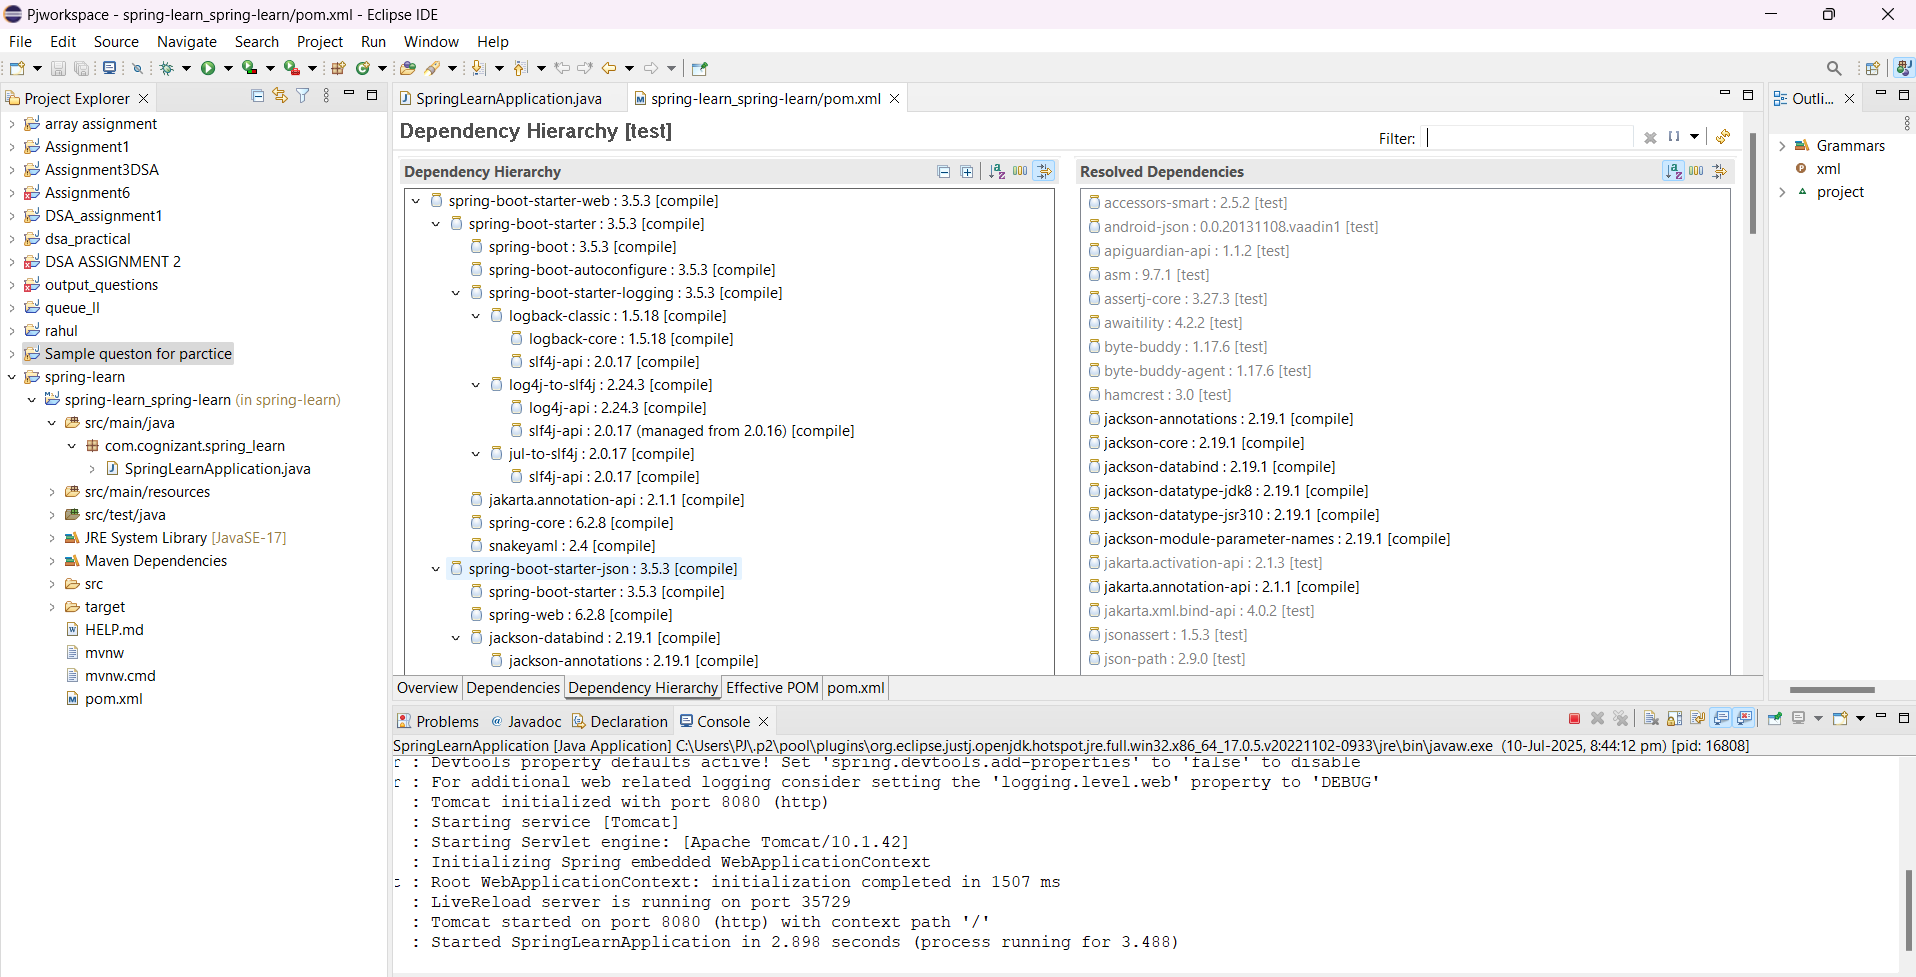 Pjworkspace - spring-learn_spring-learn/pom.xml - Eclipse IDE
File Edit Source Navigate Search Project Run Window Help
Project Explorer
array assignment
Assignment1
Assignment3DSA
Assignment6
DSA_assignment1
dsa_practical
DSA ASSIGNMENT 2
output_questions
queue_ll
rahul
Sample queston for parctice
spring-learn
spring-learn_spring-learn (in spring-learn)
src/main/java
com.cognizant.spring_learn
SpringLearnApplication.java
src/main/resources
src/test/java
JRE System Library [JavaSE-17]
Maven Dependencies
src
target
HELP.md
mvnw
mvnw.cmd
pom.xml
SpringLearnApplication.java
spring-learn_spring-learn/pom.xml
Dependency Hierarchy [test]
Filter:
Dependency Hierarchy
spring-boot-starter-web : 3.5.3 [compile]
spring-boot-starter : 3.5.3 [compile]
spring-boot : 3.5.3 [compile]
spring-boot-autoconfigure : 3.5.3 [compile]
spring-boot-starter-logging : 3.5.3 [compile]
logback-classic : 1.5.18 [compile]
logback-core : 1.5.18 [compile]
slf4j-api : 2.0.17 [compile]
log4j-to-slf4j : 2.24.3 [compile]
log4j-api : 2.24.3 [compile]
slf4j-api : 2.0.17 (managed from 2.0.16) [compile]
jul-to-slf4j : 2.0.17 [compile]
slf4j-api : 2.0.17 [compile]
jakarta.annotation-api : 2.1.1 [compile]
spring-core : 6.2.8 [compile]
snakeyaml : 2.4 [compile]
spring-boot-starter-json : 3.5.3 [compile]
spring-boot-starter : 3.5.3 [compile]
spring-web : 6.2.8 [compile]
jackson-databind : 2.19.1 [compile]
jackson-annotations : 2.19.1 [compile]
Resolved Dependencies
accessors-smart : 2.5.2 [test]
android-json : 0.0.20131108.vaadin1 [test]
apiguardian-api : 1.1.2 [test]
asm : 9.7.1 [test]
assertj-core : 3.27.3 [test]
awaitility : 4.2.2 [test]
byte-buddy : 1.17.6 [test]
byte-buddy-agent : 1.17.6 [test]
hamcrest : 3.0 [test]
jackson-annotations : 2.19.1 [compile]
jackson-core : 2.19.1 [compile]
jackson-databind : 2.19.1 [compile]
jackson-datatype-jdk8 : 2.19.1 [compile]
jackson-datatype-jsr310 : 2.19.1 [compile]
jackson-module-parameter-names : 2.19.1 [compile]
jakarta.activation-api : 2.1.3 [test]
jakarta.annotation-api : 2.1.1 [compile]
jakarta.xml.bind-api : 4.0.2 [test]
jsonassert : 1.5.3 [test]
json-path : 2.9.0 [test]
Overview Dependencies Dependency Hierarchy Effective POM pom.xml
Outli...
Grammars
xml
project
Problems Javadoc Declaration Console
SpringLearnApplication [Java Application] C:\Users\PJ\.p2\pool\plugins\org.eclipse.justj.openjdk.hotspot.jre.full.win32.x86_64_17.0.5.v20221102-0933\jre\bin\javaw.exe (10-Jul-2025, 8:44:12 pm) [pid: 16808]
r : Devtools property defaults active! Set 'spring.devtools.add-properties' to 'false' to disable
r : For additional web related logging consider setting the 'logging.level.web' property to 'DEBUG'
: Tomcat initialized with port 8080 (http)
: Starting service [Tomcat]
: Starting Servlet engine: [Apache Tomcat/10.1.42]
: Initializing Spring embedded WebApplicationContext
t : Root WebApplicationContext: initialization completed in 1507 ms
: LiveReload server is running on port 35729
: Tomcat started on port 8080 (http) with context path '/'
: Started SpringLearnApplication in 2.898 seconds (process running for 3.488)